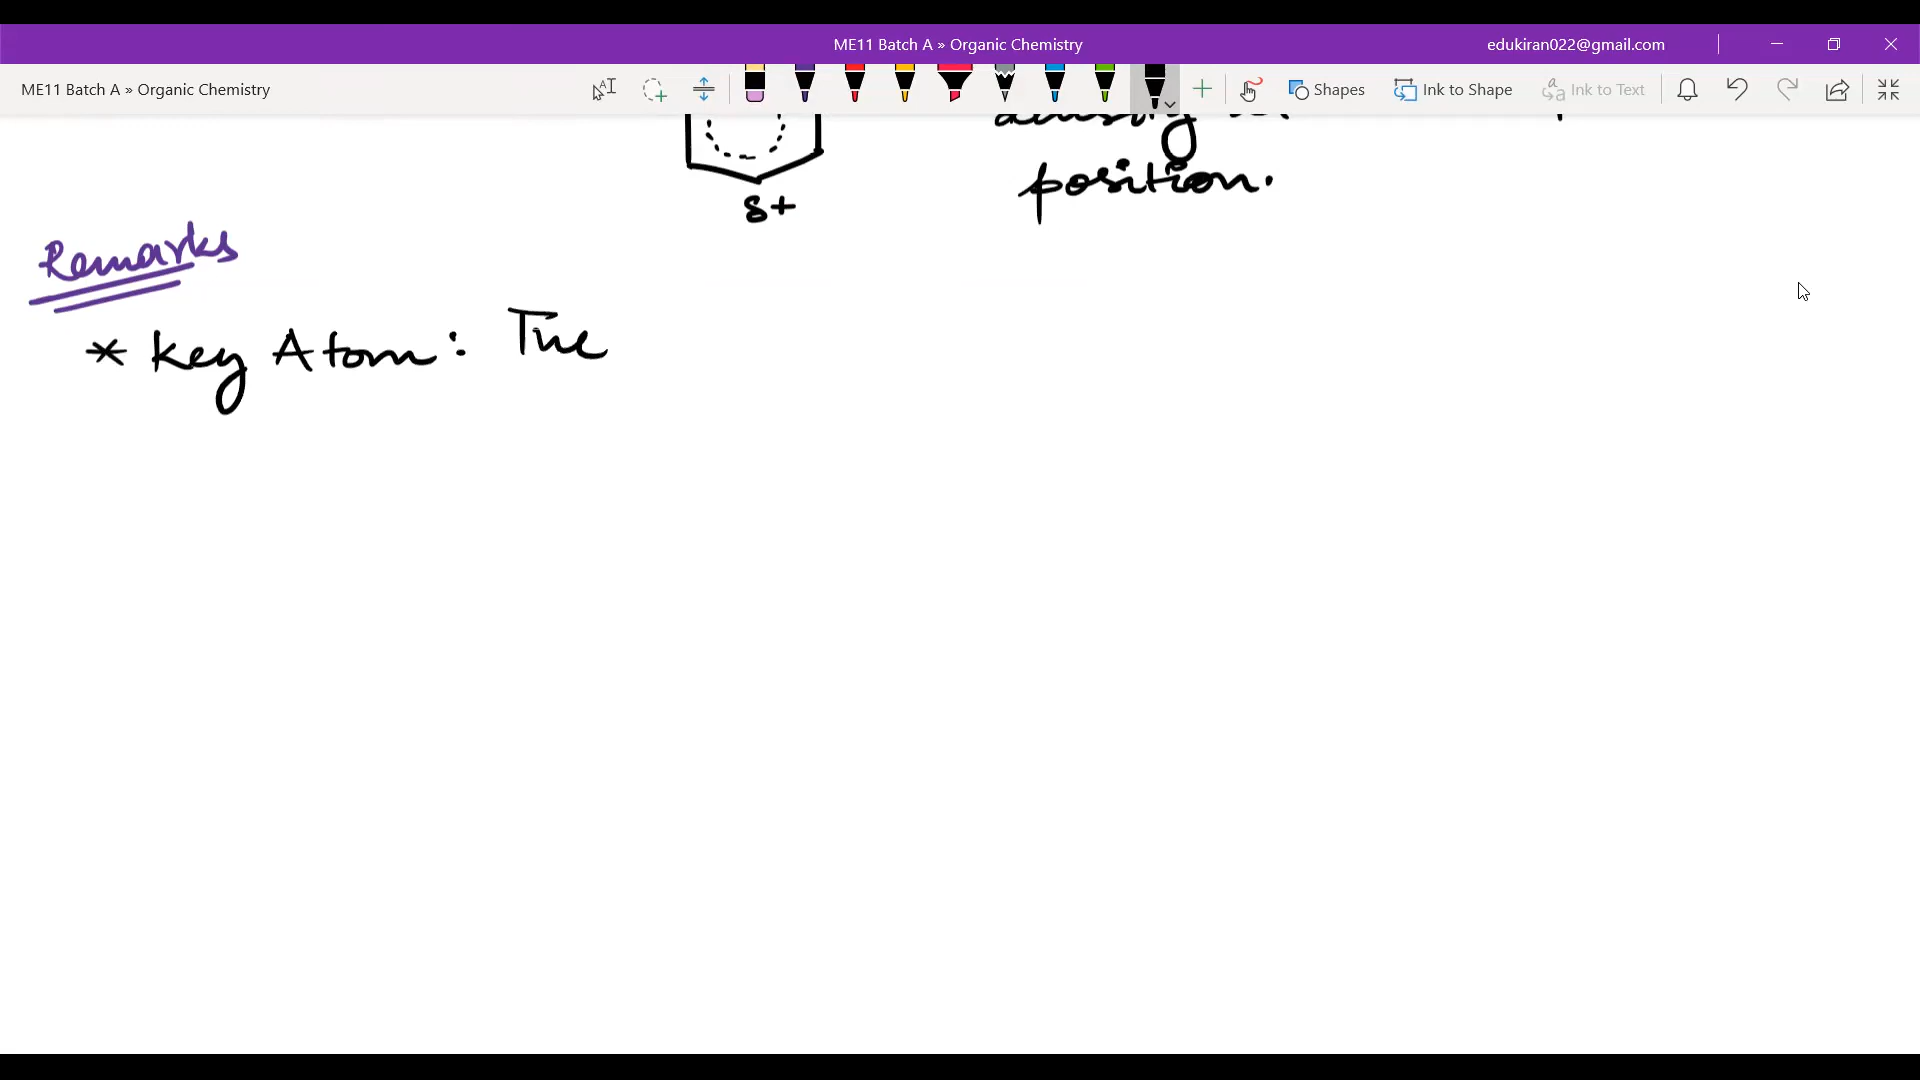 ME11 Batch A » Organic Chemistry
edukiran022@gmail.com
ME11 Batch A » Organic Chemistry
Shapes
Ink to Shape
Ink to Text
position.
δ+
Remarks
* Key Atom : The